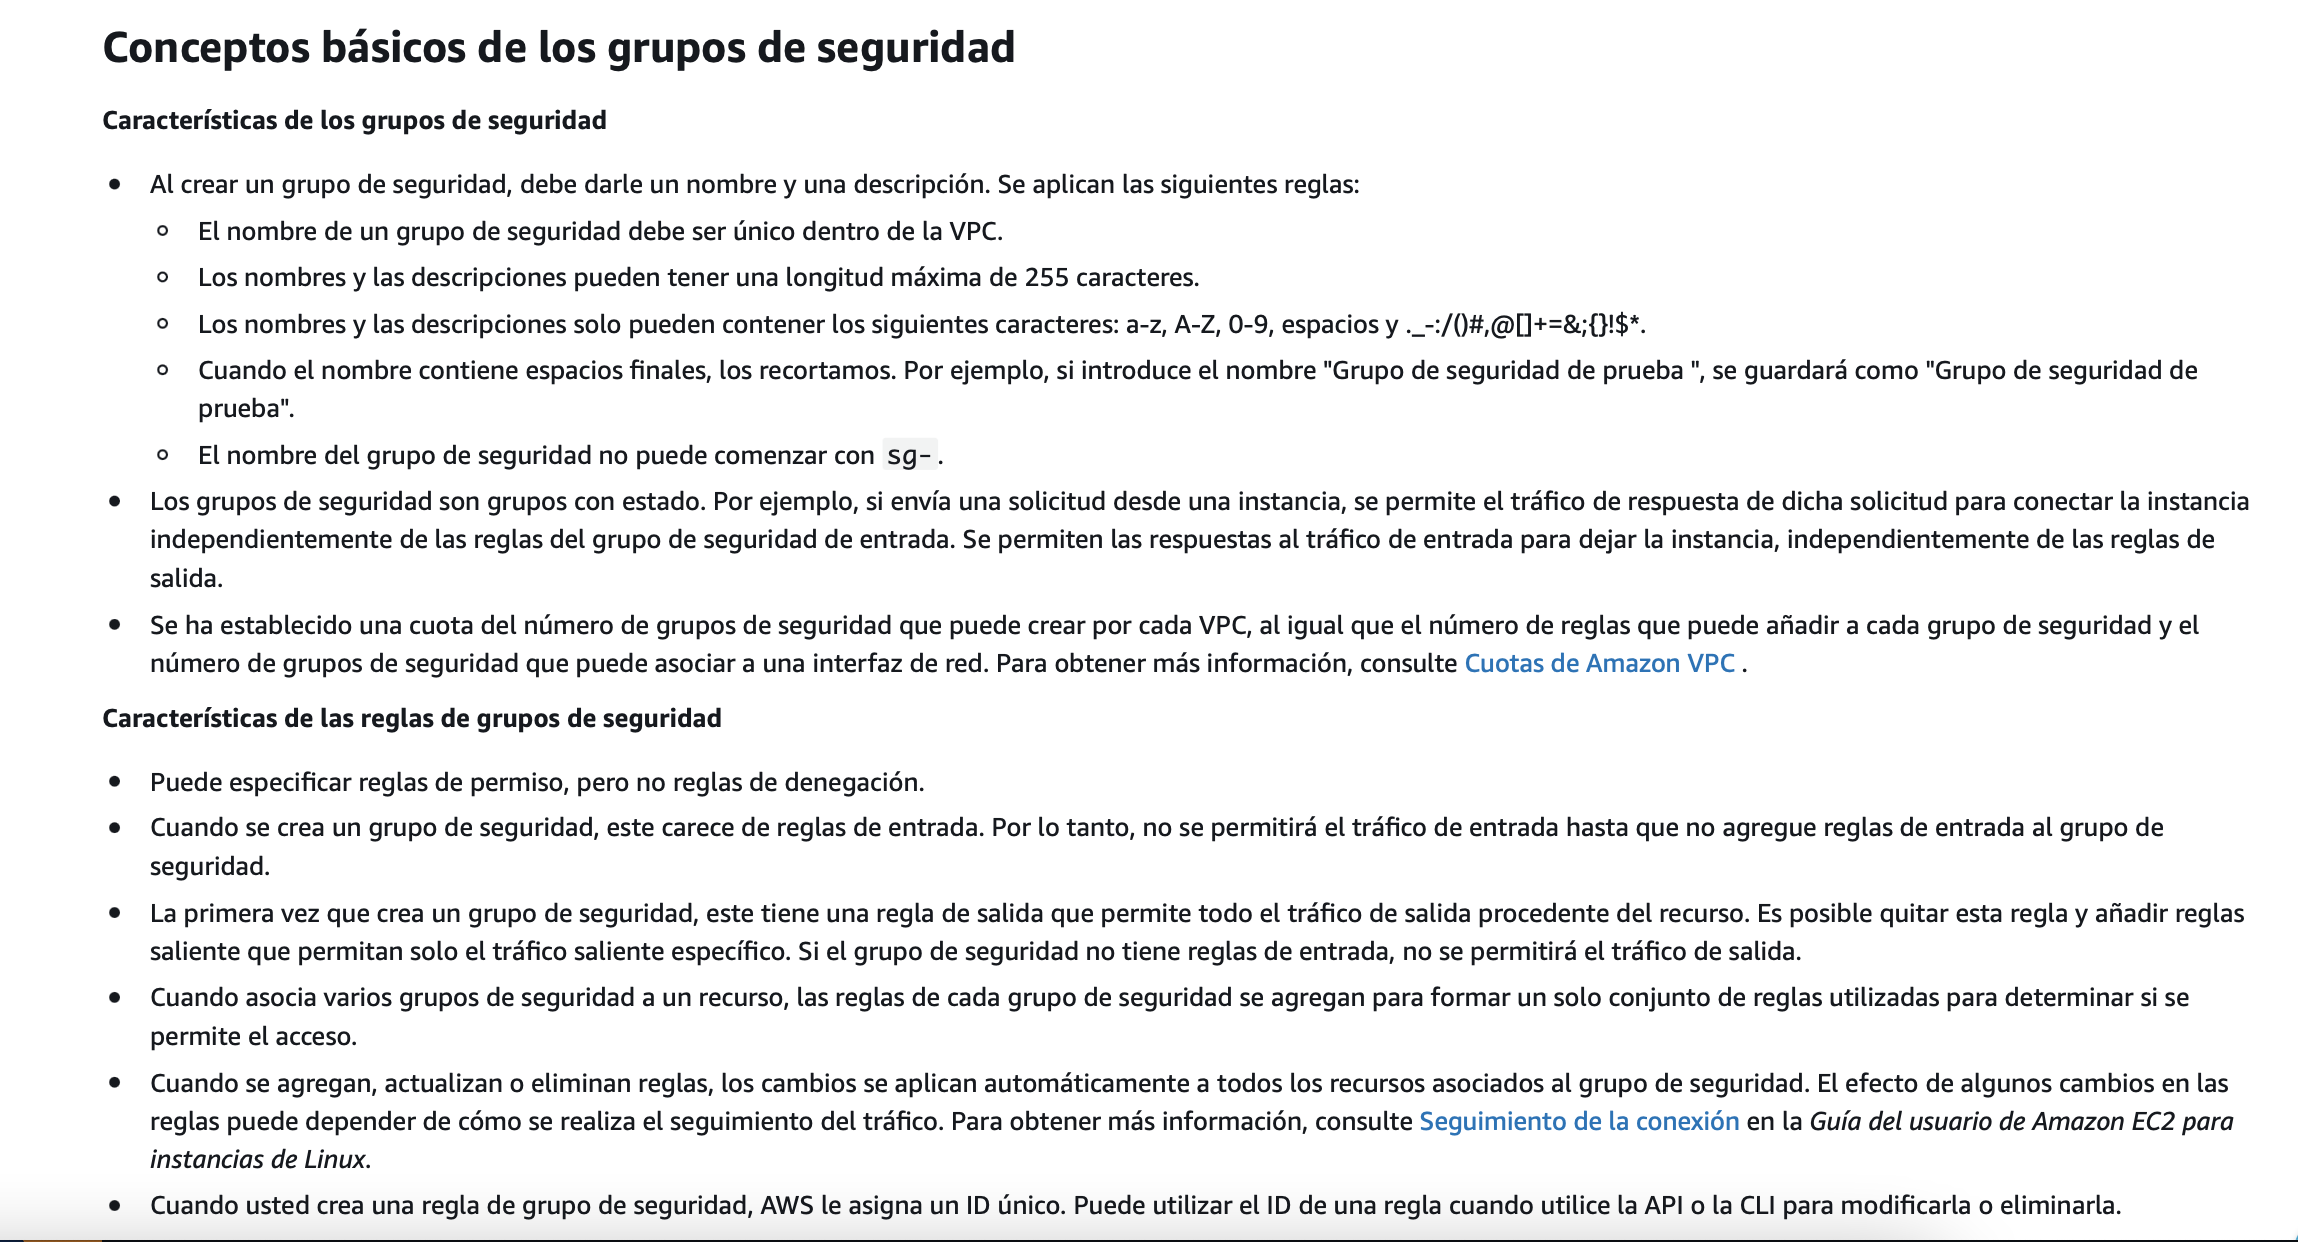 Conceptos básicos de los grupos de seguridad
Características de los grupos de seguridad
• Al crear un grupo de seguridad, debe darle un nombre y una descripción. Se aplican las siguientes reglas:
◦ El nombre de un grupo de seguridad debe ser único dentro de la VPC.
◦ Los nombres y las descripciones pueden tener una longitud máxima de 255 caracteres.
◦ Los nombres y las descripciones solo pueden contener los siguientes caracteres: a-z, A-Z, 0-9, espacios y ._-:/()#,@[]+=&;{}!$*.
◦ Cuando el nombre contiene espacios finales, los recortamos. Por ejemplo, si introduce el nombre "Grupo de seguridad de prueba ", se guardará como "Grupo de seguridad de
prueba".
◦ El nombre del grupo de seguridad no puede comenzar con sg-.
• Los grupos de seguridad son grupos con estado. Por ejemplo, si envía una solicitud desde una instancia, se permite el tráfico de respuesta de dicha solicitud para conectar la instancia
independientemente de las reglas del grupo de seguridad de entrada. Se permiten las respuestas al tráfico de entrada para dejar la instancia, independientemente de las reglas de
salida.
• Se ha establecido una cuota del número de grupos de seguridad que puede crear por cada VPC, al igual que el número de reglas que puede añadir a cada grupo de seguridad y el
número de grupos de seguridad que puede asociar a una interfaz de red. Para obtener más información, consulte Cuotas de Amazon VPC .
Características de las reglas de grupos de seguridad
• Puede especificar reglas de permiso, pero no reglas de denegación.
• Cuando se crea un grupo de seguridad, este carece de reglas de entrada. Por lo tanto, no se permitirá el tráfico de entrada hasta que no agregue reglas de entrada al grupo de
seguridad.
• La primera vez que crea un grupo de seguridad, este tiene una regla de salida que permite todo el tráfico de salida procedente del recurso. Es posible quitar esta regla y añadir reglas
saliente que permitan solo el tráfico saliente específico. Si el grupo de seguridad no tiene reglas de entrada, no se permitirá el tráfico de salida.
• Cuando asocia varios grupos de seguridad a un recurso, las reglas de cada grupo de seguridad se agregan para formar un solo conjunto de reglas utilizadas para determinar si se
permite el acceso.
• Cuando se agregan, actualizan o eliminan reglas, los cambios se aplican automáticamente a todos los recursos asociados al grupo de seguridad. El efecto de algunos cambios en las
reglas puede depender de cómo se realiza el seguimiento del tráfico. Para obtener más información, consulte Seguimiento de la conexión en la Guía del usuario de Amazon EC2 para
instancias de Linux.
• Cuando usted crea una regla de grupo de seguridad, AWS le asigna un ID único. Puede utilizar el ID de una regla cuando utilice la API o la CLI para modificarla o eliminarla.